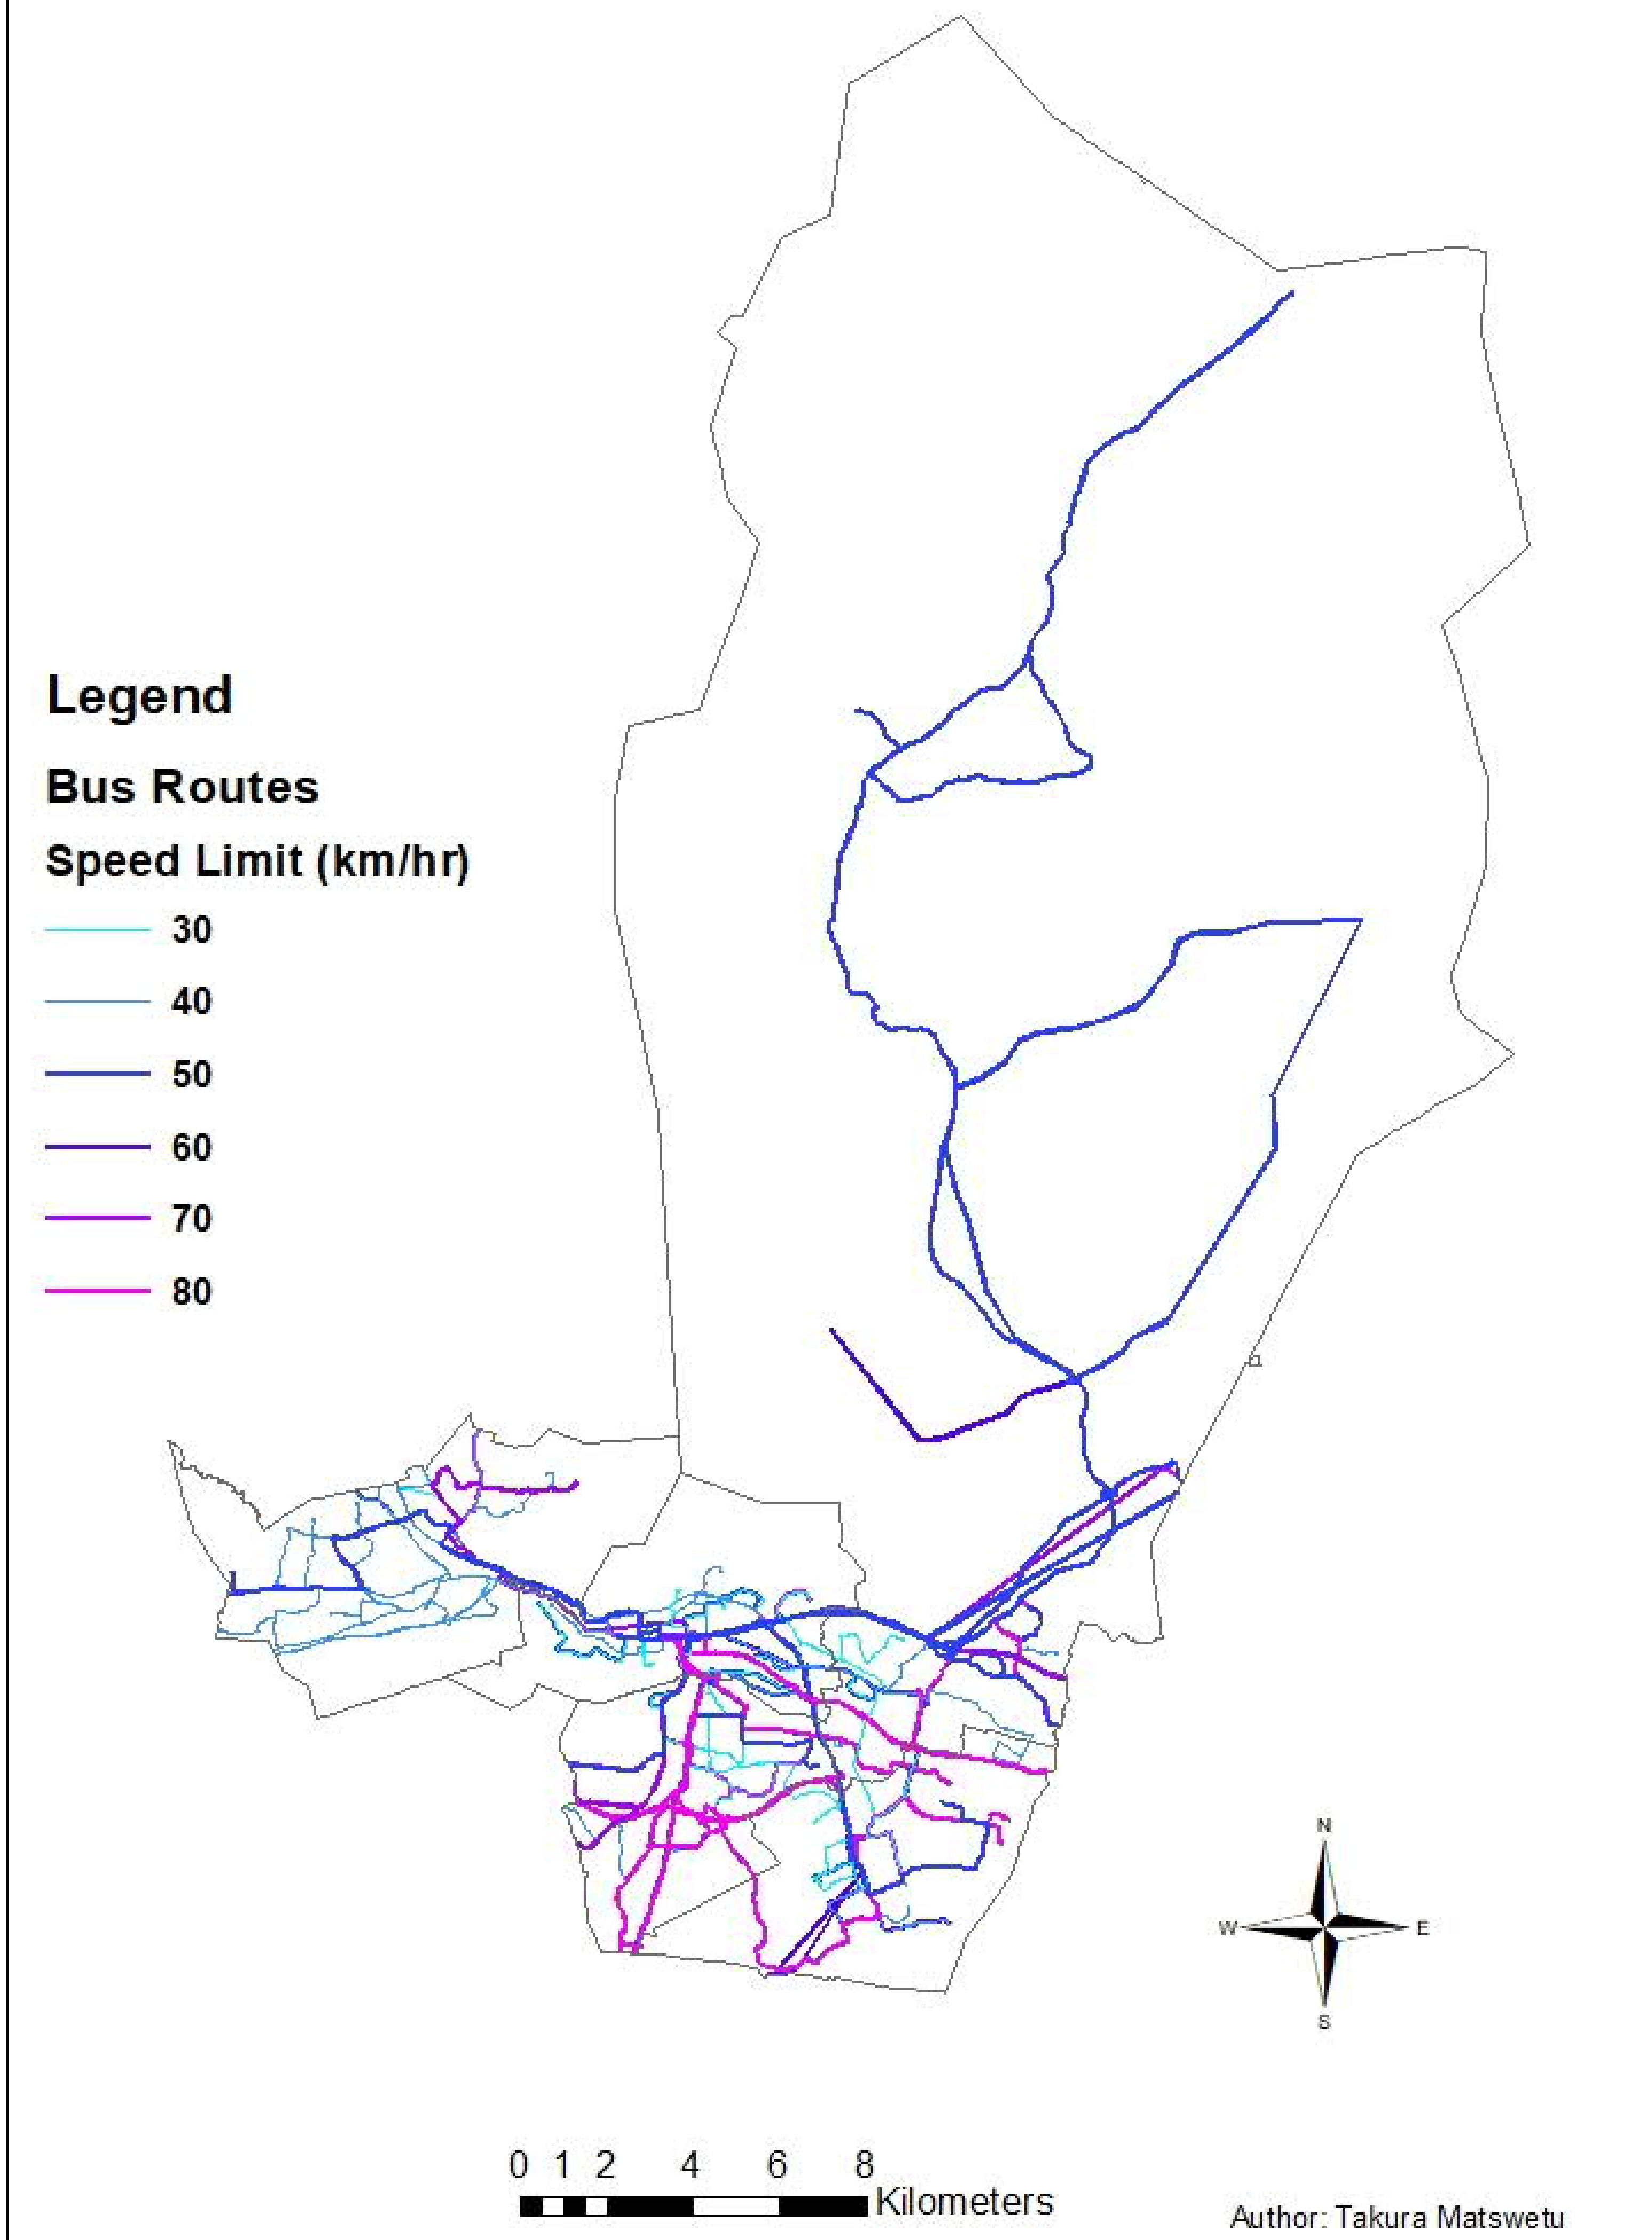 Legend
Bus Routes
Speed Limit (km/hr)
30
40
50
60
70
80
N
W E
S
0 1 2 4 6 8
Kilometers
Author: Takura Matswetu